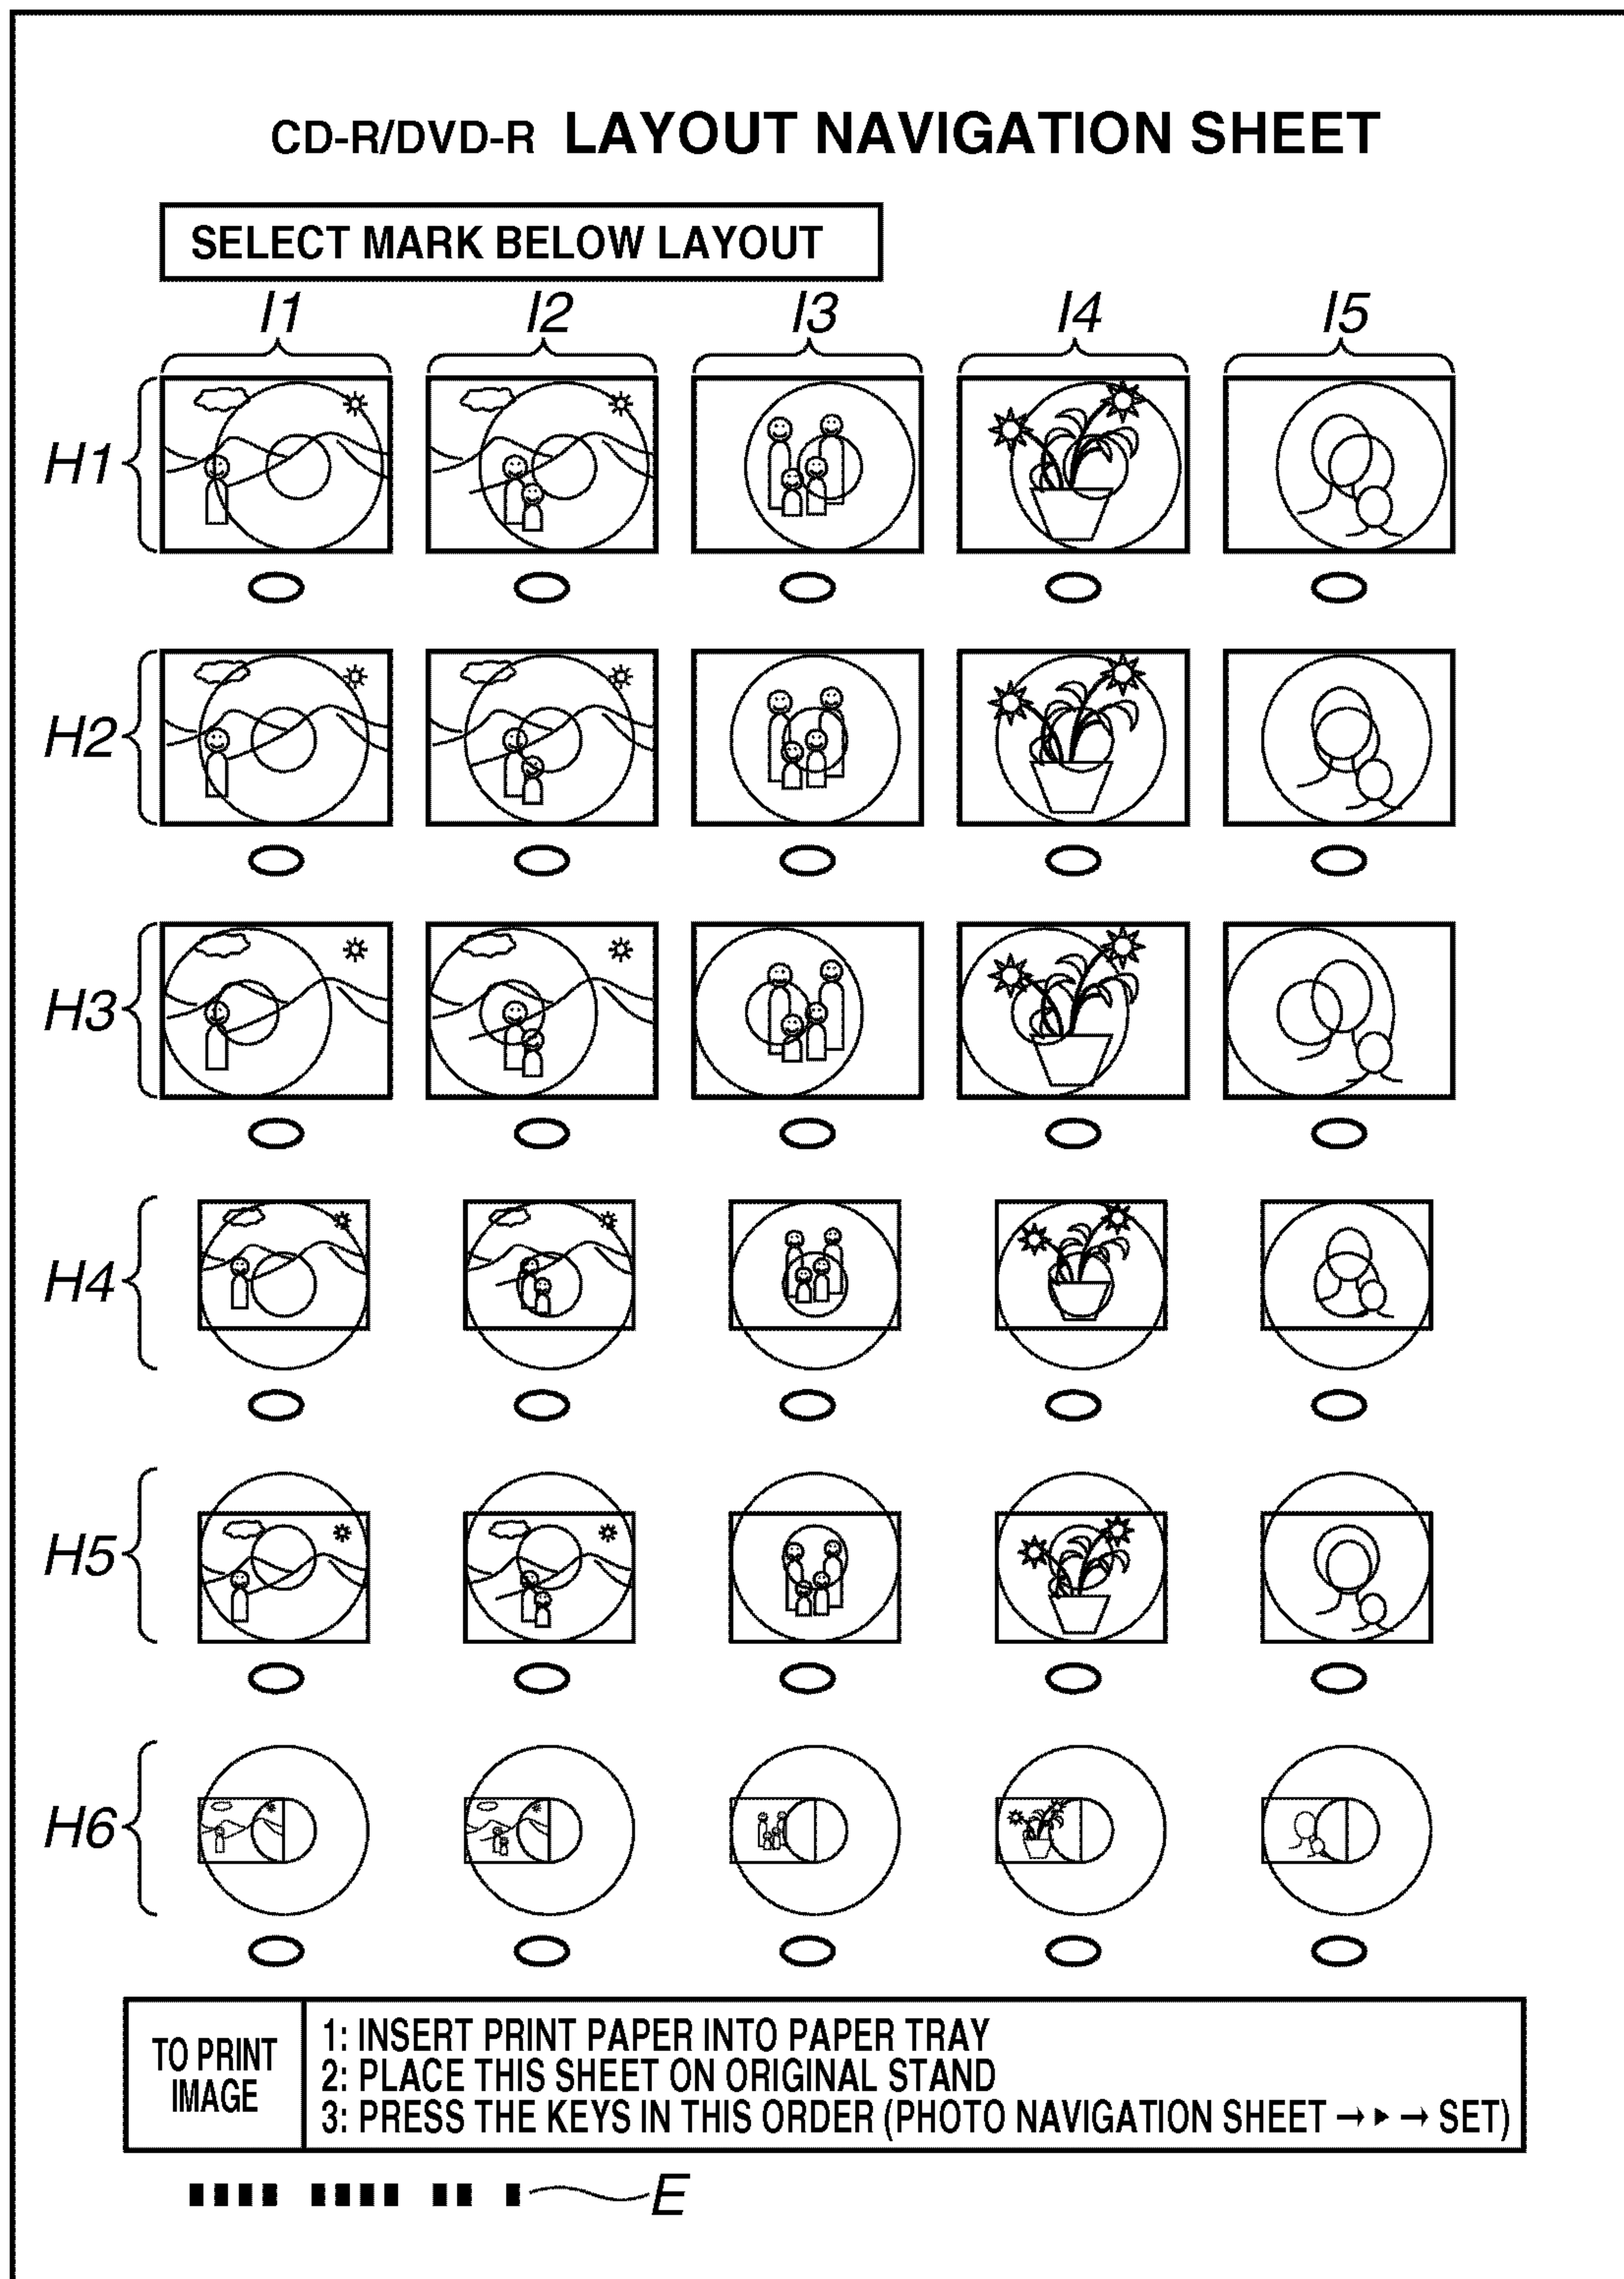 CD-R/DVD-R LAYOUT NAVIGATION SHEET
SELECT MARK BELOW LAYOUT
I1 I2 I3 I4 I5
H1
H2
H3
H4
H5
H6
TO PRINT
IMAGE
1: INSERT PRINT PAPER INTO PAPER TRAY
2: PLACE THIS SHEET ON ORIGINAL STAND
3: PRESS THE KEYS IN THIS ORDER (PHOTO NAVIGATION SHEET → ▶ → SET)
E